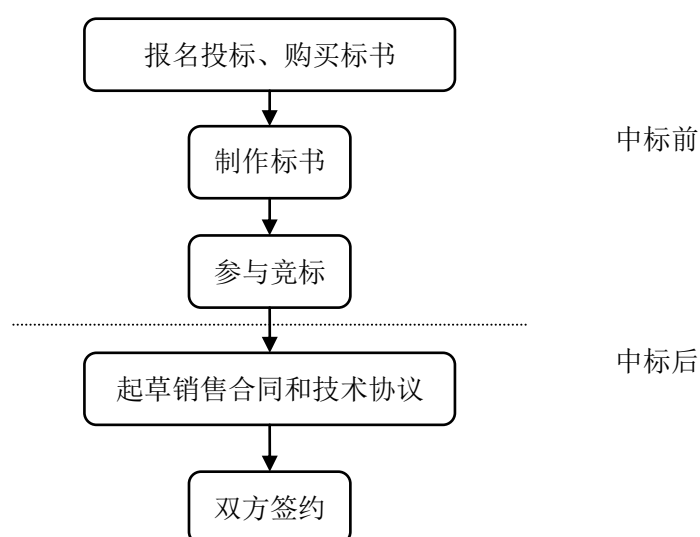 报名投标、购买标书
中标前
制作标书
参与竞标
中标后
起草销售合同和技术协议
双方签约